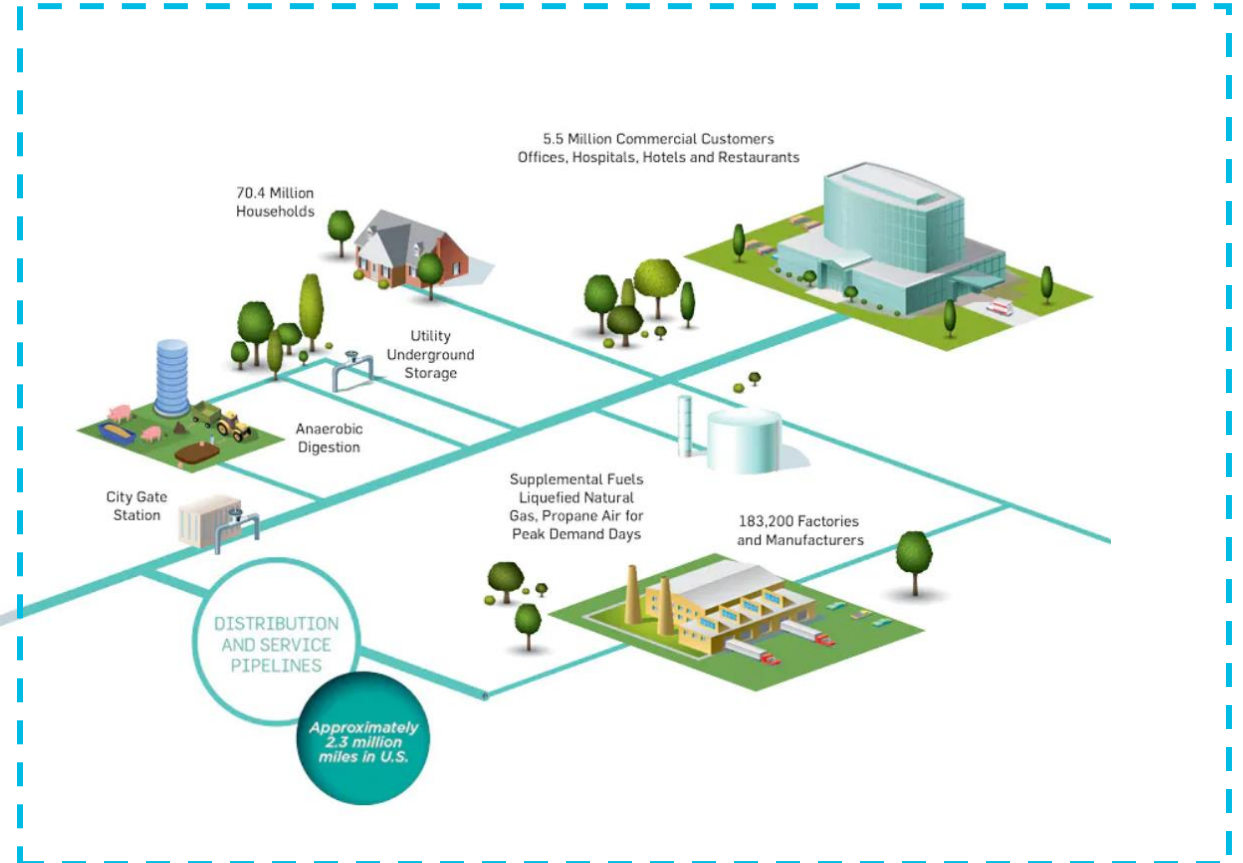 5.5 Million Commercial Customers
Offices, Hospitals, Hotels and Restaurants
70.4 Million
Households
Utility
Underground
Storage
Anaerobic
Digestion
City Gate
Station
Supplemental Fuels
Liquefied Natural
Gas, Propane Air for
Peak Demand Days
183,200 Factories
and Manufacturers
DISTRIBUTION
AND SERVICE
PIPELINES
Approximately
2.3 million
miles in U.S.